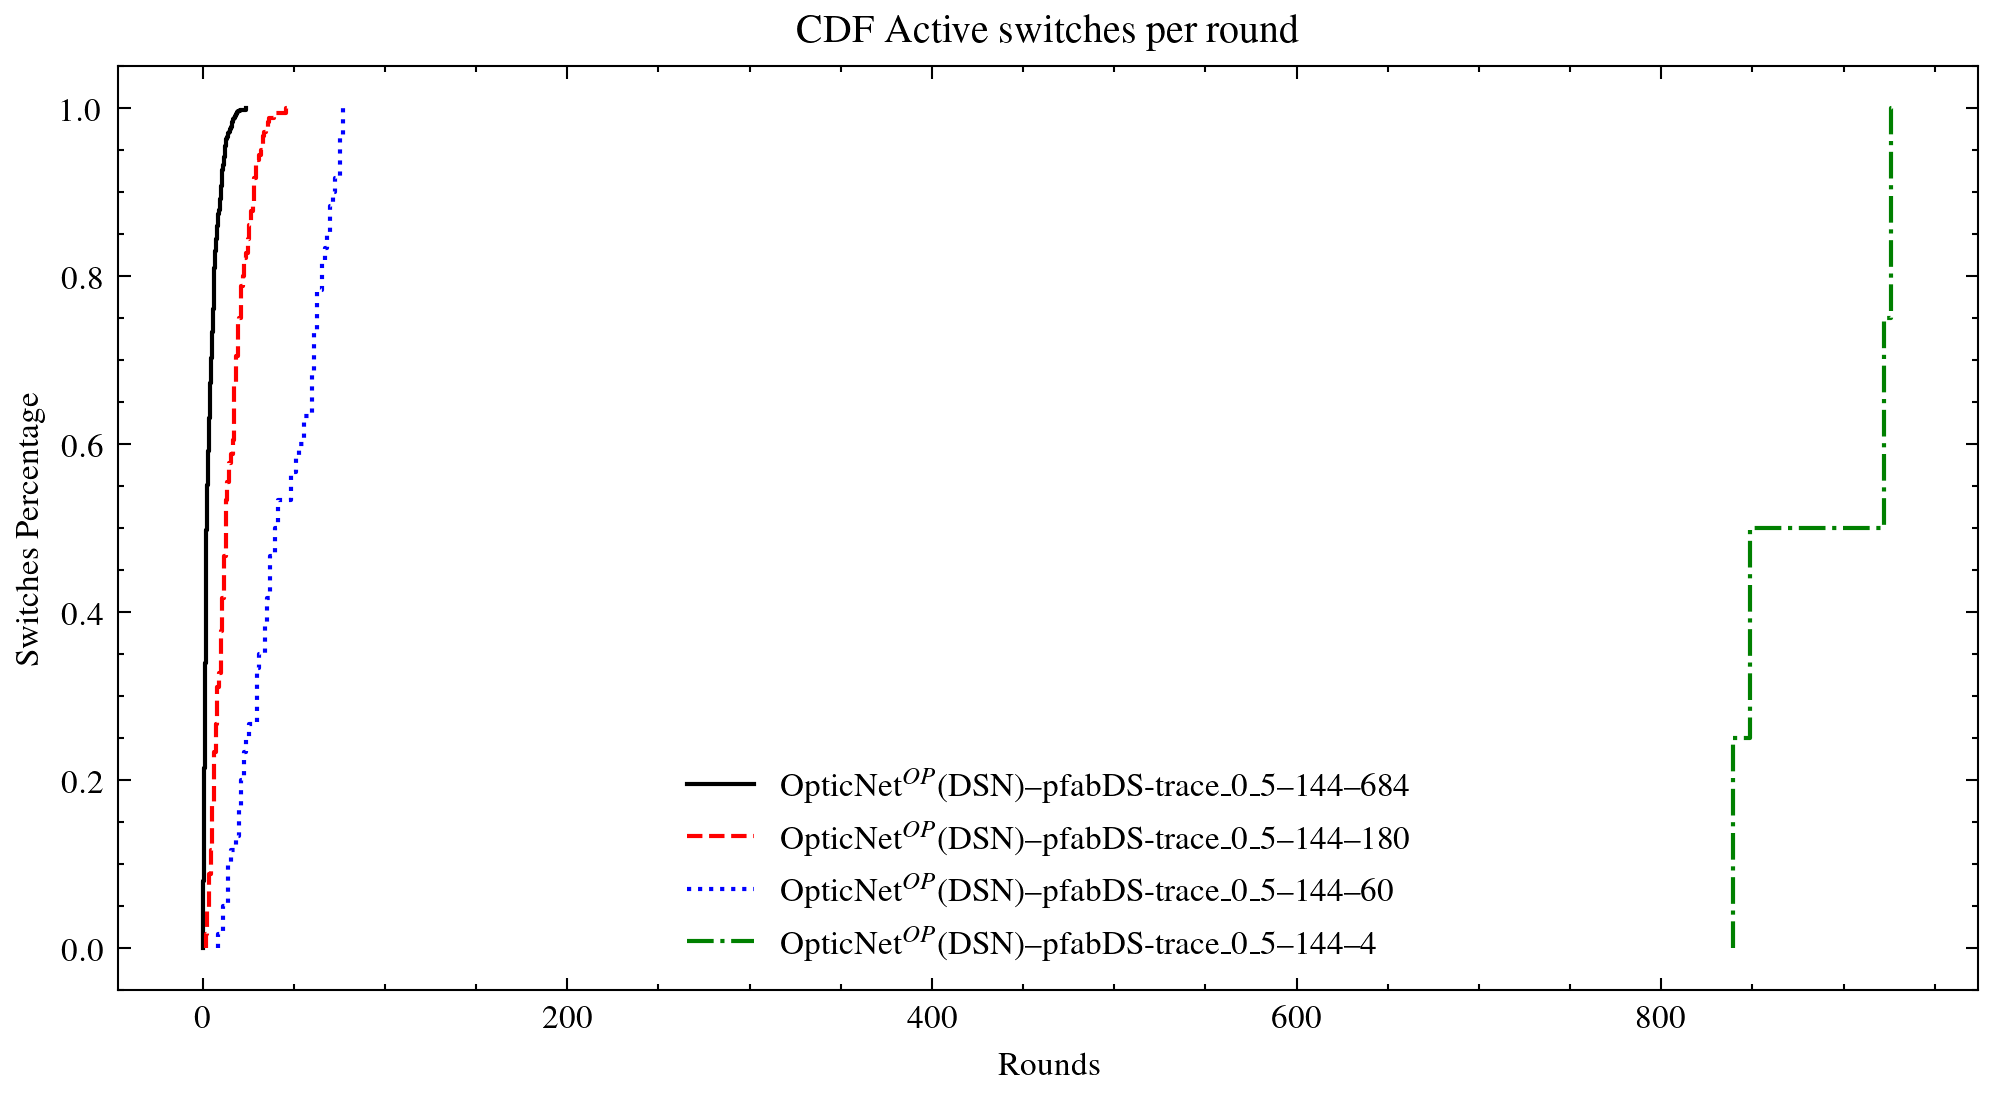 CDF Active switches per round
Switches Percentage
1.0
0.8
0.6
0.4
0.2
0.0
OpticNet^OP(DSN)–pfabDS-trace_0_5–144–684
OpticNet^OP(DSN)–pfabDS-trace_0_5–144–180
OpticNet^OP(DSN)–pfabDS-trace_0_5–144–60
OpticNet^OP(DSN)–pfabDS-trace_0_5–144–4
0 200 400 600 800
Rounds